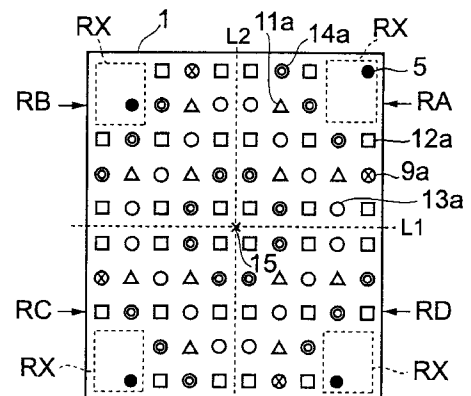 RX 1 L2 11a 14a RX
5
RB RA
12a
9a
13a
L1
15
RC RD
RX RX